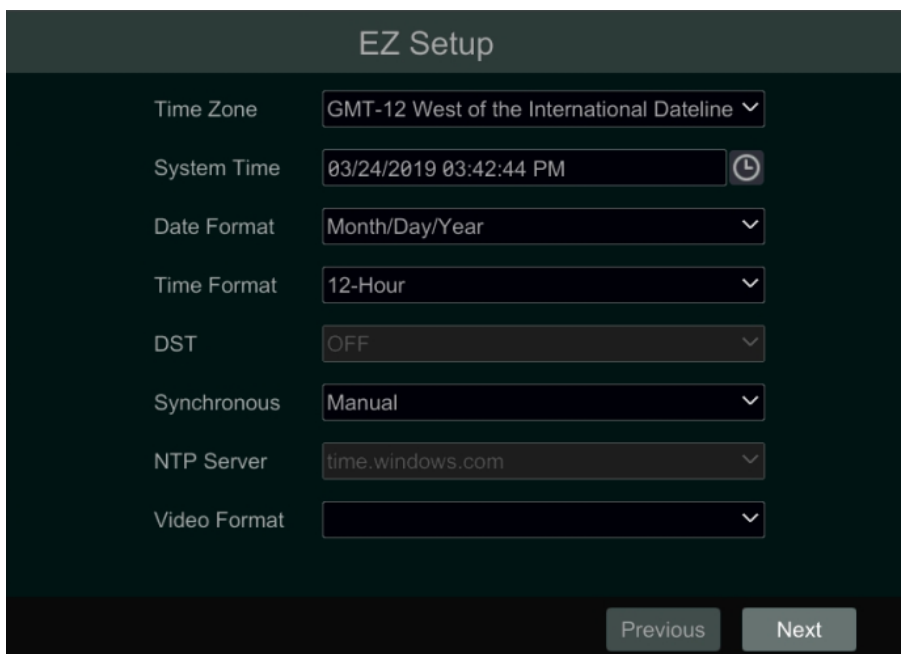 EZ Setup
Time Zone GMT-12 West of the International Dateline
System Time 03/24/2019 03:42:44 PM
Date Format Month/Day/Year
Time Format 12-Hour
DST OFF
Synchronous Manual
NTP Server time.windows.com
Video Format
Previous Next